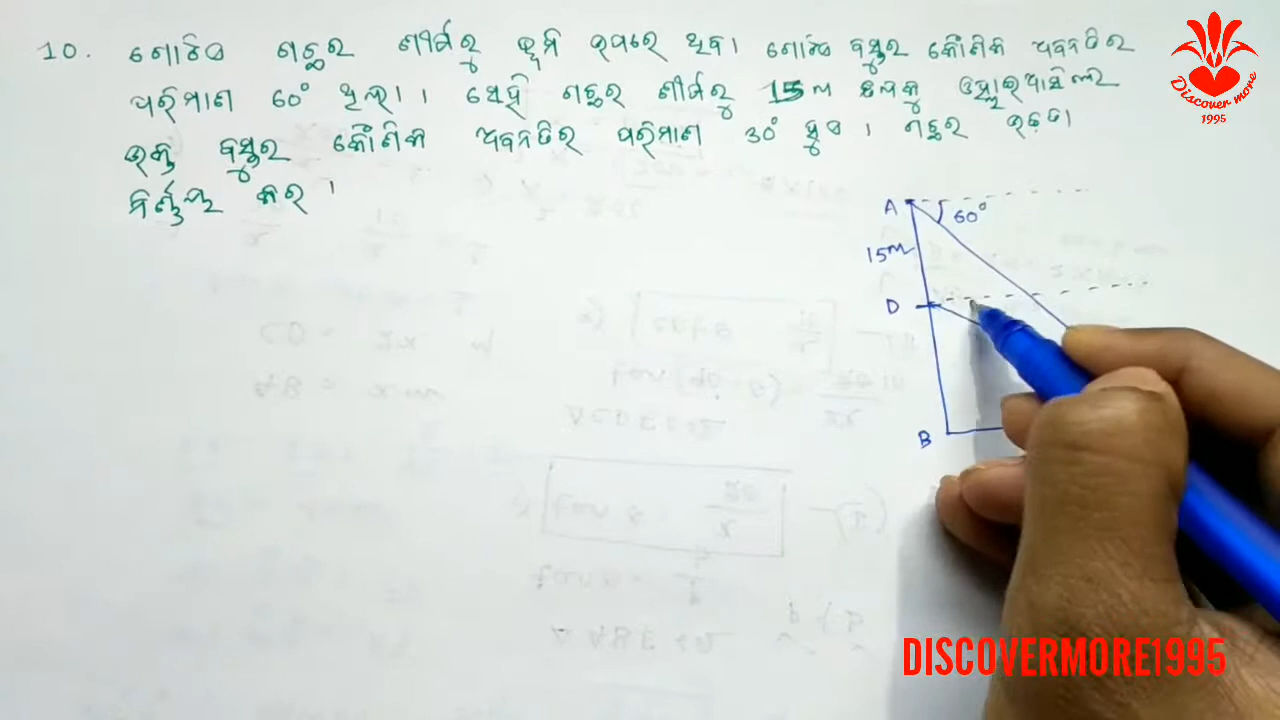 10. ଗୋଟିଏ ଗଛର ଶୀର୍ଷରୁ ଭୂମି ଉପରେ ଥିବା ଗୋଟିଏ ବସ୍ତୁର କୌଣିକ ଅବନତିର
ପରିମାଣ 60° ଥିଲା । ସେହି ଗଛର ଶୀର୍ଷରୁ 15ମ ତଳକୁ ଓହ୍ଲାଇଆସିଲେ
ଉକ୍ତ ବସ୍ତୁର କୌଣିକ ଅବନତିର ପରିମାଣ 30° ହୁଏ । ଗଛର ଉଚ୍ଚତା
ନିର୍ଣ୍ଣୟ କର ।
A
60°
15m
D
B
Discover more
1995
DISCOVERMORE1995